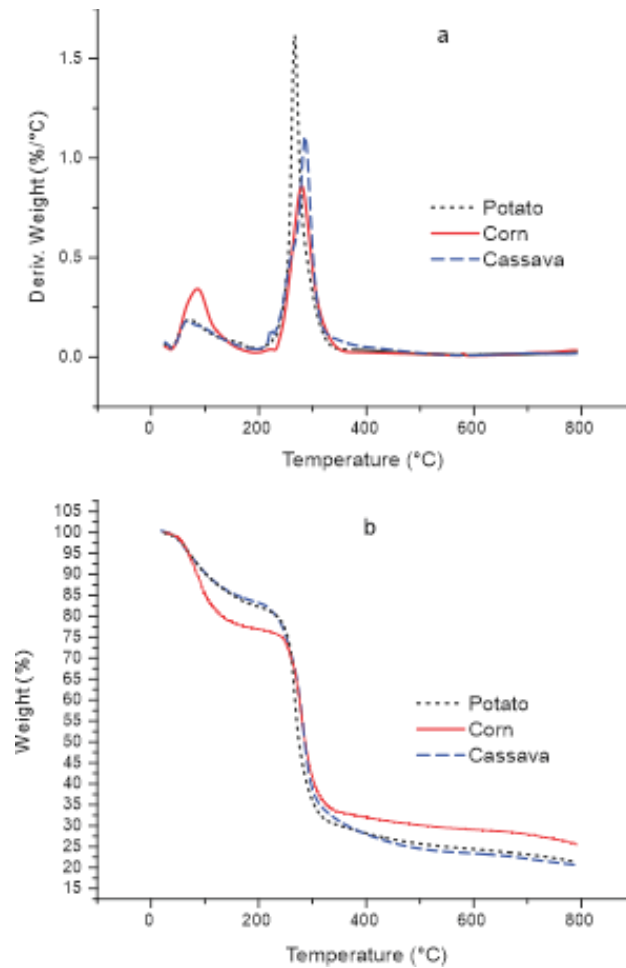 a
1.5
1.0
0.5
0.0
Deriv. Weight (%/°C)
Potato
Corn
Cassava
0 200 400 600 800
Temperature (°C)
b
105
100
95
90
85
80
75
70
65
60
55
50
45
40
35
30
25
20
15
Weight (%)
Potato
Corn
Cassava
0 200 400 600 800
Temperature (°C)